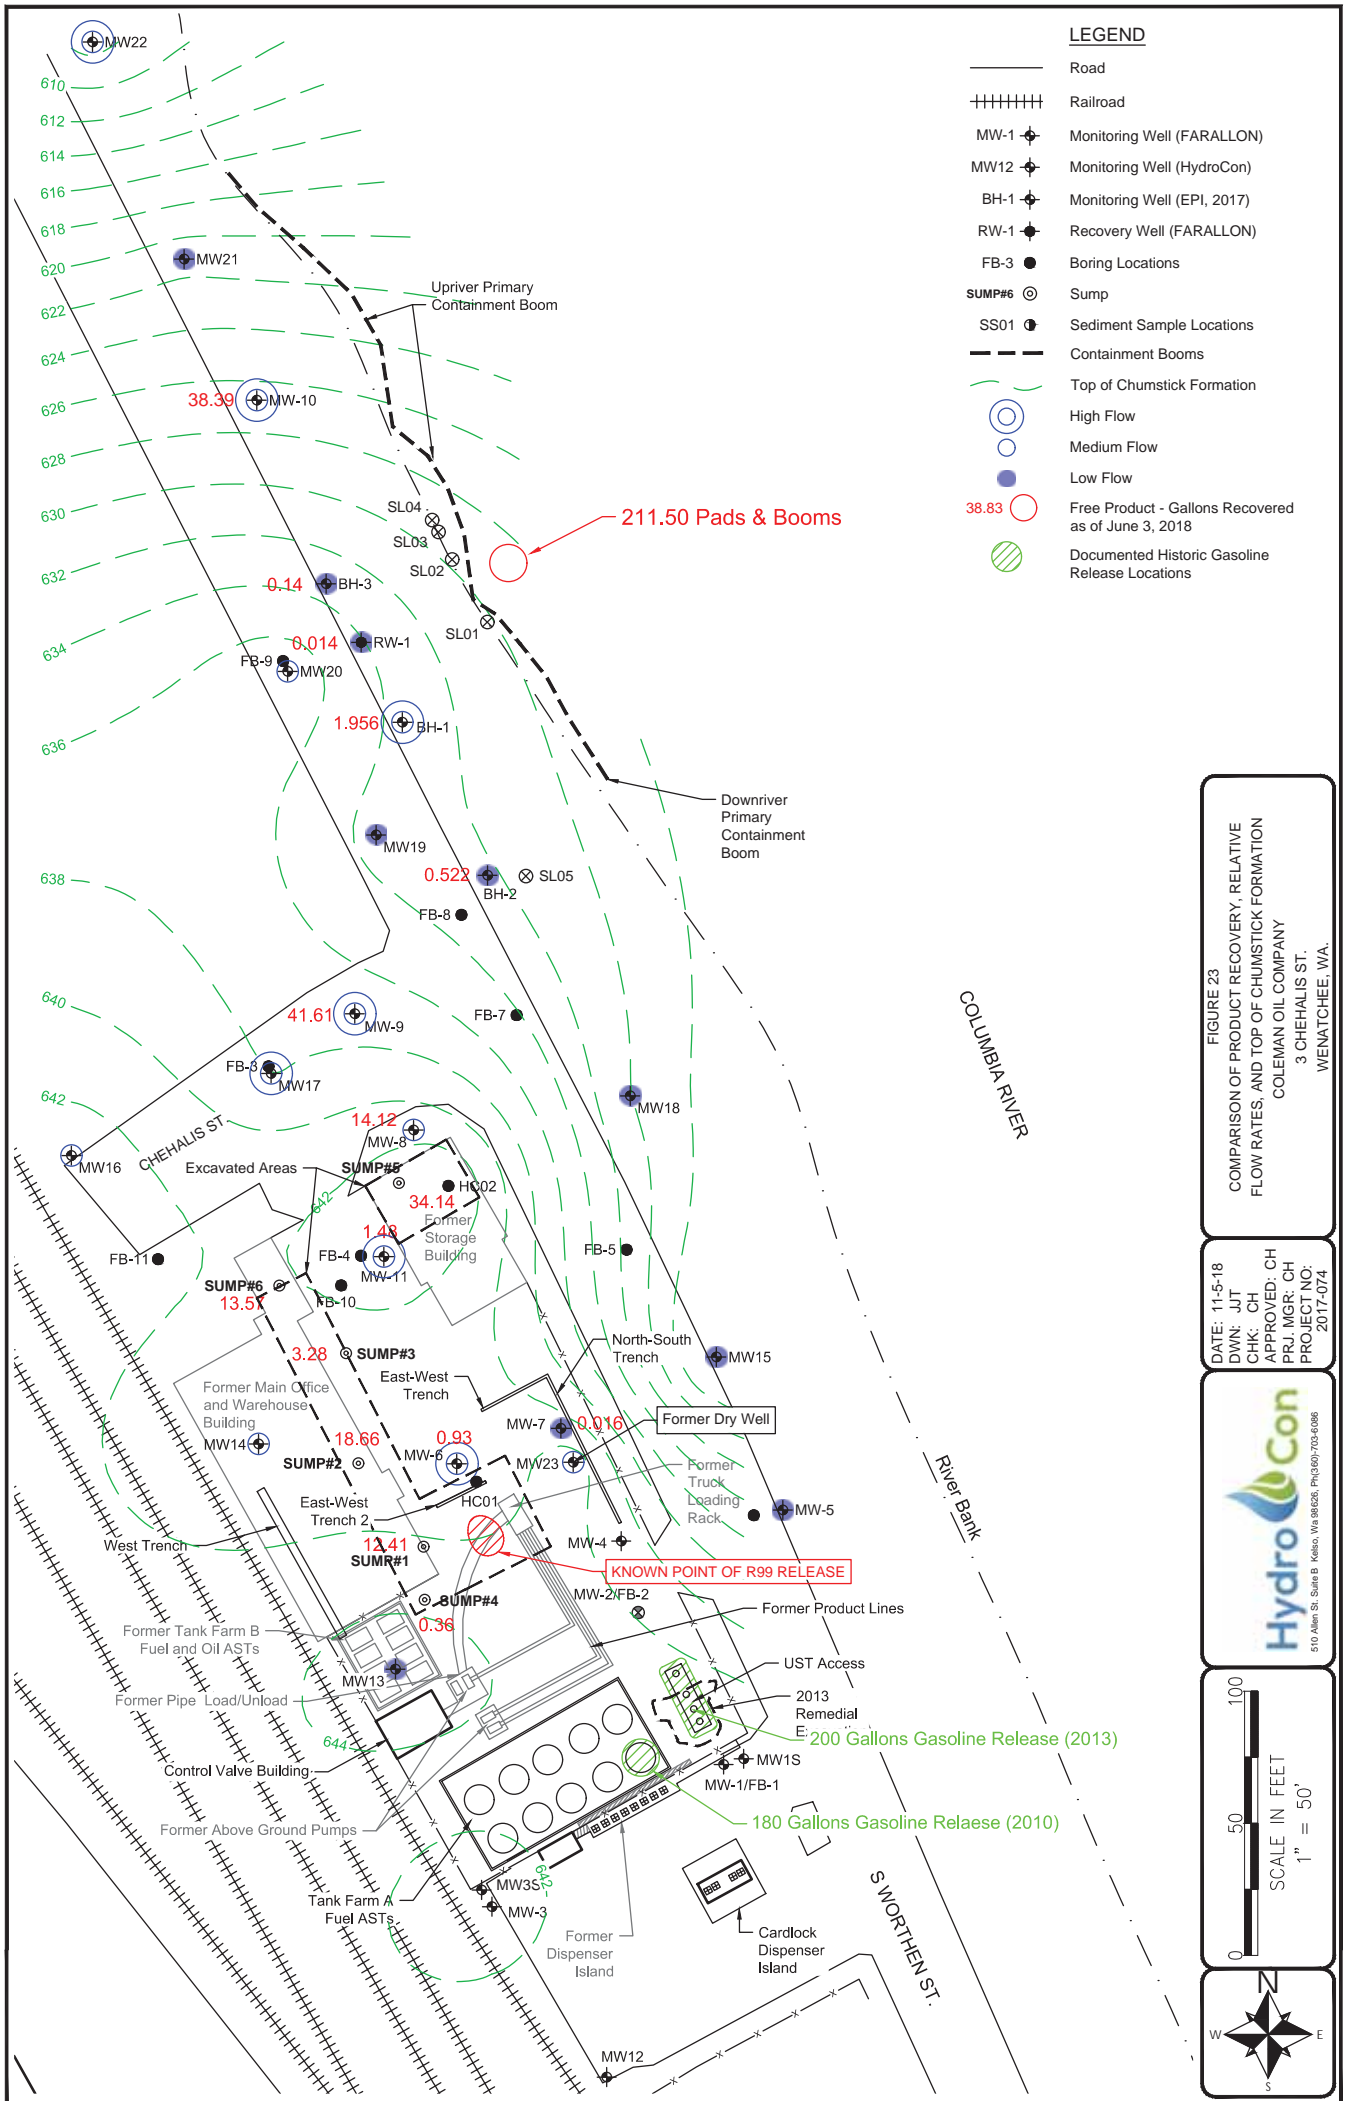 LEGEND
Road
Railroad
MW-1 Monitoring Well (FARALLON)
MW12 Monitoring Well (HydroCon)
BH-1 Monitoring Well (EPI, 2017)
RW-1 Recovery Well (FARALLON)
FB-3 Boring Locations
SUMP#6 Sump
SS01 Sediment Sample Locations
Containment Booms
Top of Chumstick Formation
High Flow
Medium Flow
Low Flow
38.83 Free Product - Gallons Recovered
as of June 3, 2018
Documented Historic Gasoline
Release Locations
MW22
610
612
614
616
618
620
622
624
626
628
630
632
634
636
638
640
642
MW21
Upriver Primary
Containment Boom
38.39 MW-10
SL04
SL03
SL02
SL01
211.50 Pads & Booms
0.14 BH-3
0.014 RW-1
FB-9
MW20
1.956 BH-1
Downriver
Primary
Containment
Boom
MW19
0.522
BH-2
SL05
FB-8
COLUMBIA RIVER
41.61
MW-9
FB-7
FB-3
MW17
MW18
14.12
MW-8
CHEHALIS ST.
MW16
Excavated Areas
SUMP#5
HC02
34.14
642
Former
Storage
Building
1.43
FB-4
MW-11
FB-5
FB-11
SUMP#6
13.57
FB-10
3.28
SUMP#3
North-South
Trench
MW15
East-West
Trench
Former Main Office
and Warehouse
Building
MW-7
0.016
Former Dry Well
MW14
18.66
SUMP#2
0.93
MW-6
MW23
HC01
Former
Truck
Loading
Rack
River Bank
East-West
Trench 2
MW-5
West Trench
12.41
SUMP#1
MW-4
KNOWN POINT OF R99 RELEASE
SUMP#4
0.36
MW-2/FB-2
Former Product Lines
Former Tank Farm B
Fuel and Oil ASTs
MW13
UST Access
Former Pipe Load/Unload
2013
Remedial
644
200 Gallons Gasoline Release (2013)
Control Valve Building
MW1S
MW-1/FB-1
Former Above Ground Pumps
180 Gallons Gasoline Relaese (2010)
642
MW3S
MW-3
Tank Farm A
Fuel ASTs
Former
Dispenser
Island
Cardlock
Dispenser
Island
S WORTHEN ST.
MW12
FIGURE 23
COMPARISON OF PRODUCT RECOVERY, RELATIVE
FLOW RATES, AND TOP OF CHUMSTICK FORMATION
COLEMAN OIL COMPANY
3 CHEHALIS ST.
WENATCHEE, WA.
DATE: 11-5-18
DWN: JJT
CHK: CH
APPROVED: CH
PRJ. MGR: CH
PROJECT NO:
2017-074
HydroCon
510 Allen St. Suite B Kelso, Wa 98626, Ph(360)-703-6086
0 50 100
SCALE IN FEET
1" = 50'
N
W E
S